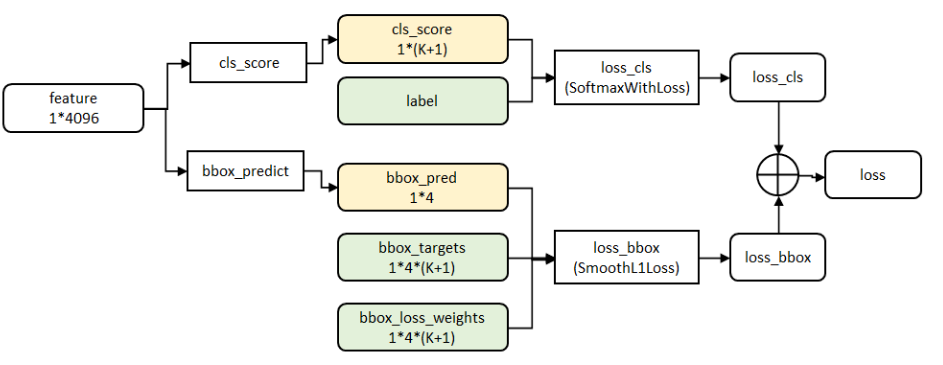 feature
1*4096
cls_score
bbox_predict
cls_score
1*(K+1)
label
bbox_pred
1*4
bbox_targets
1*4*(K+1)
bbox_loss_weights
1*4*(K+1)
loss_cls
(SoftmaxWithLoss)
loss_bbox
(SmoothL1Loss)
loss_cls
loss_bbox
loss